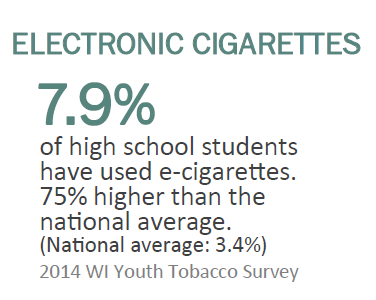 ELECTRONIC CIGARETTES
7.9%
of high school students
have used e-cigarettes.
75% higher than the
national average.
(National average: 3.4%)
2014 WI Youth Tobacco Survey